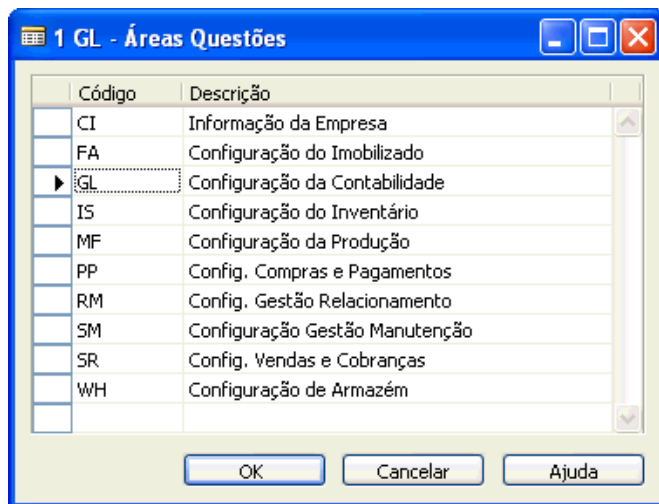 1 GL - Áreas Questões
Código Descrição
CI Informação da Empresa
FA Configuração do Imobilizado
GL Configuração da Contabilidade
IS Configuração do Inventário
MF Configuração da Produção
PP Config. Compras e Pagamentos
RM Config. Gestão Relacionamento
SM Configuração Gestão Manutenção
SR Config. Vendas e Cobranças
WH Configuração de Armazém
OK Cancelar Ajuda